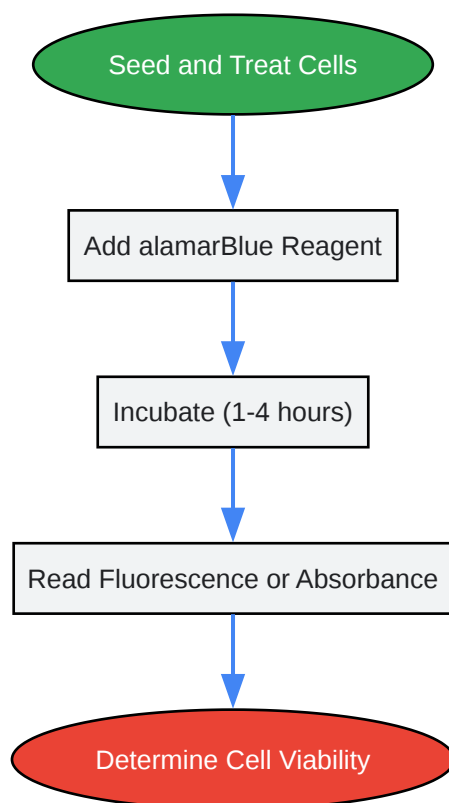 Seed and Treat Cells
Add alamarBlue Reagent
Incubate (1-4 hours)
Read Fluorescence or Absorbance
Determine Cell Viability